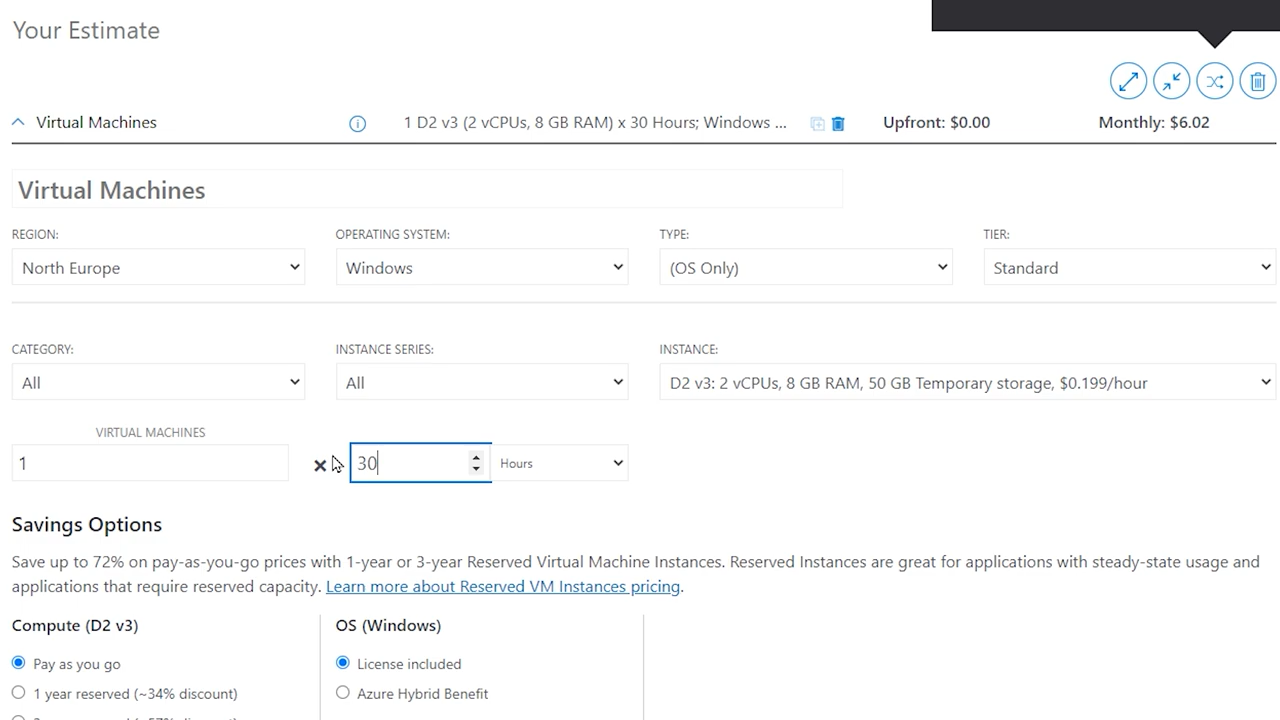 Your Estimate
Virtual Machines 1 D2 v3 (2 vCPUs, 8 GB RAM) x 30 Hours; Windows ... Upfront: $0.00 Monthly: $6.02
Virtual Machines
REGION: OPERATING SYSTEM: TYPE: TIER:
North Europe Windows (OS Only) Standard
CATEGORY: INSTANCE SERIES: INSTANCE:
All All D2 v3: 2 vCPUs, 8 GB RAM, 50 GB Temporary storage, $0.199/hour
VIRTUAL MACHINES
1 × 30 Hours
Savings Options
Save up to 72% on pay-as-you-go prices with 1-year or 3-year Reserved Virtual Machine Instances. Reserved Instances are great for applications with steady-state usage and
applications that require reserved capacity. Learn more about Reserved VM Instances pricing.
Compute (D2 v3) OS (Windows)
Pay as you go License included
1 year reserved (~34% discount) Azure Hybrid Benefit